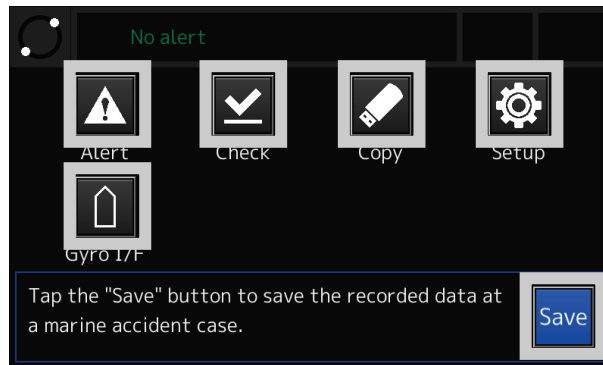 No alert
Alert
Check
Copy
Setup
Gyro I/F
Tap the "Save" button to save the recorded data at
a marine accident case.
Save